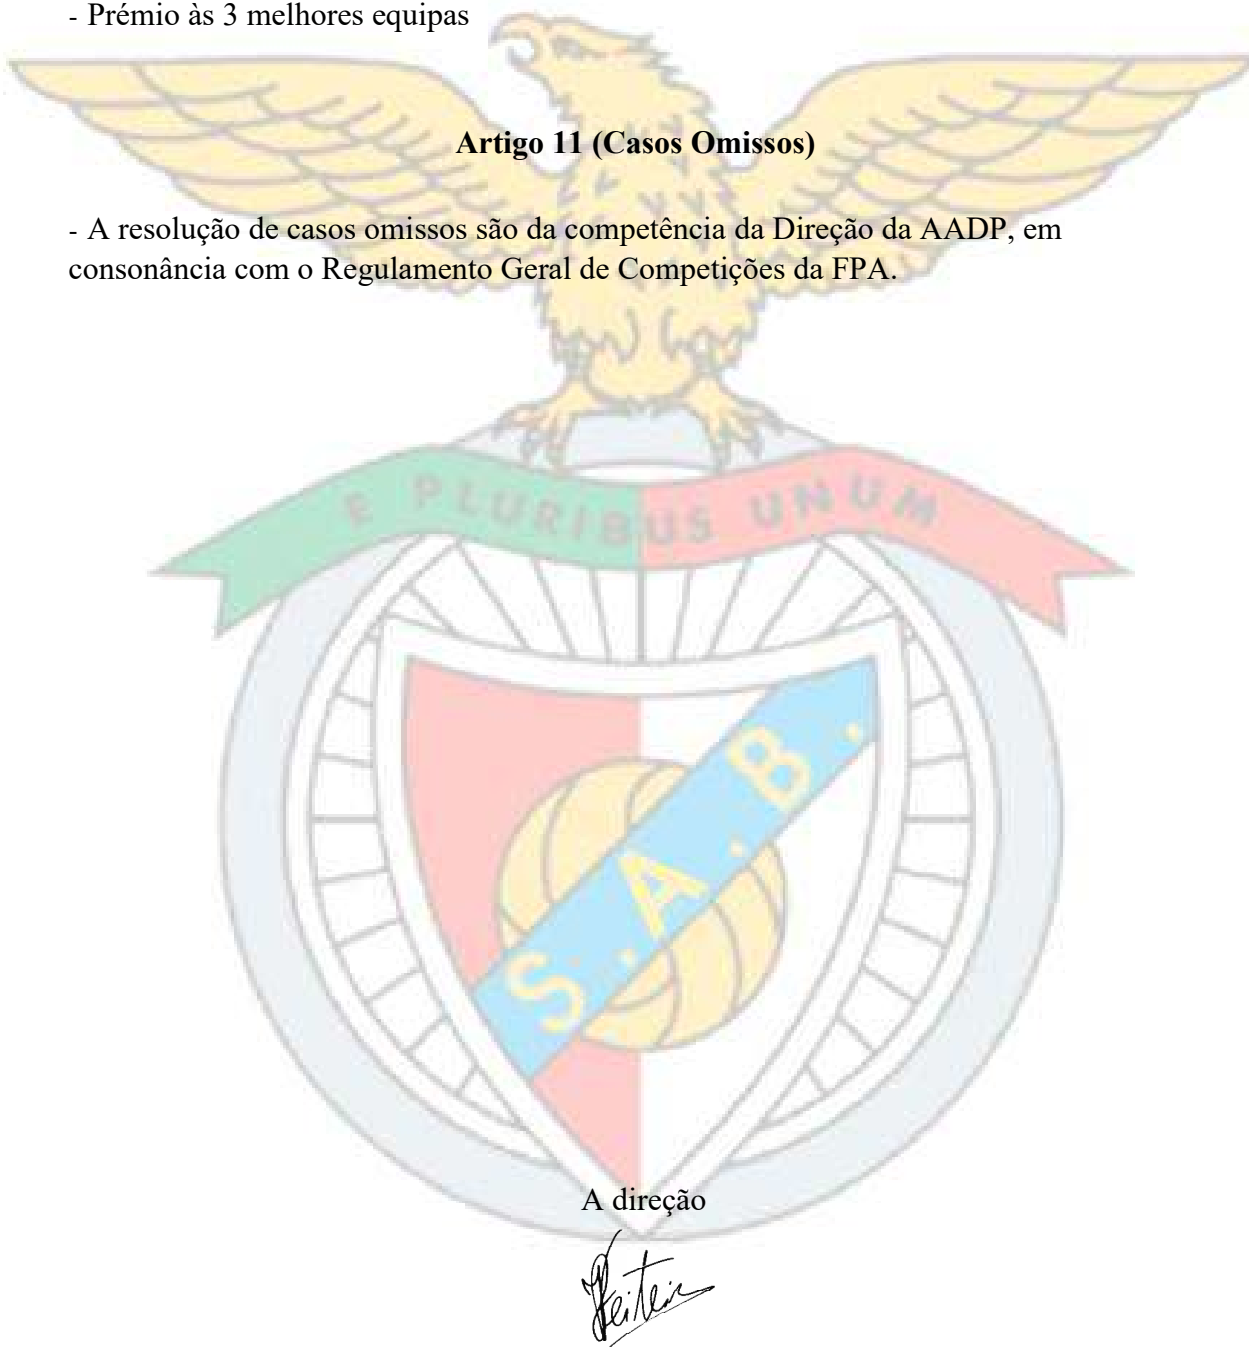 - Prémio às 3 melhores equipas
Artigo 11 (Casos Omissos)
- A resolução de casos omissos são da competência da Direção da AADP, em
consonância com o Regulamento Geral de Competições da FPA.
E PLURIBUS UNUM
S.A.B.
A direção